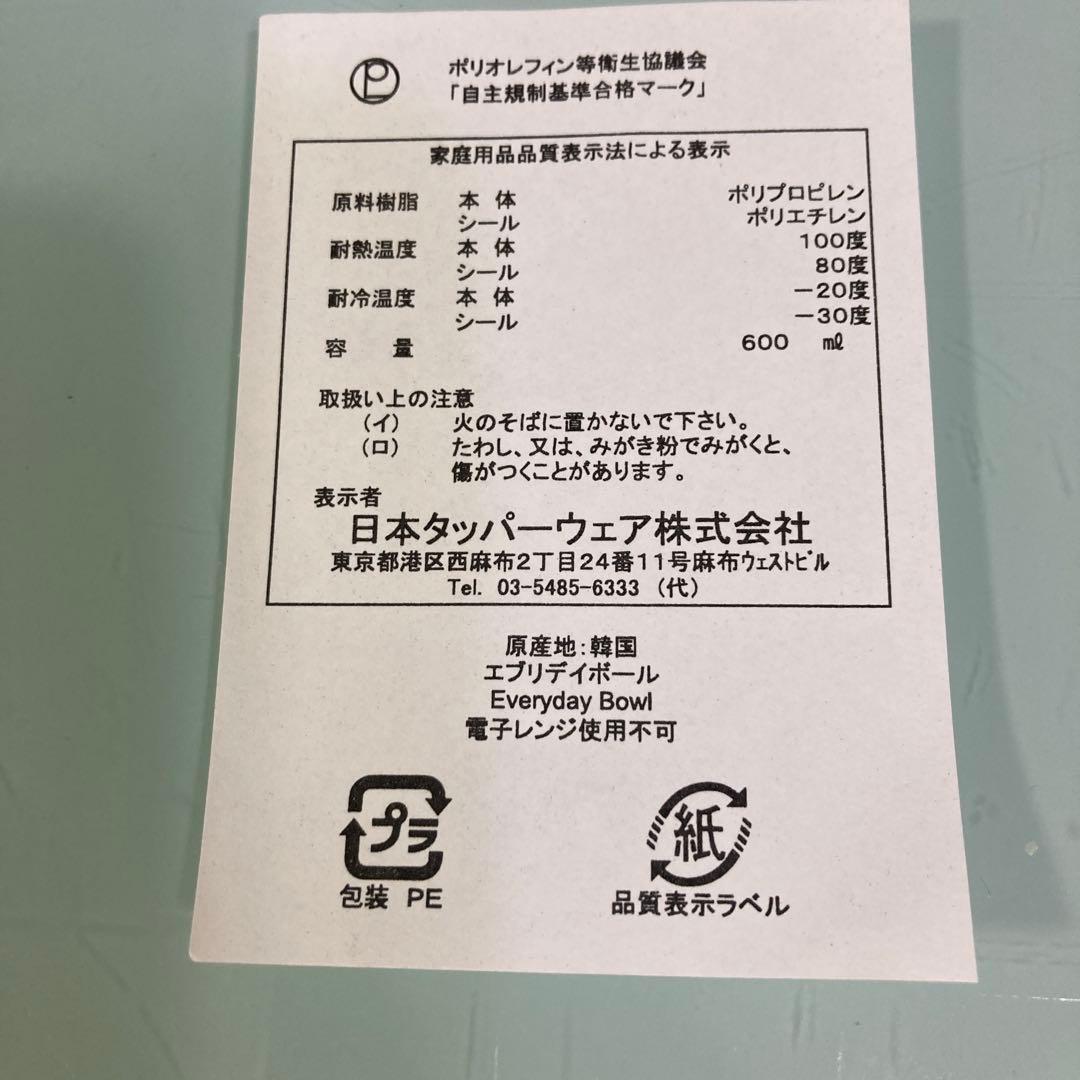 P
ポリオレフィン等衛生協議会
「自主規制基準合格マーク」
家庭用品品質表示法による表示
原料樹脂 本 体 ポリプロピレン
シール ポリエチレン
耐熱温度 本 体 100度
シール 80度
耐冷温度 本 体 －20度
シール －30度
容 量 600 ㎖
取扱い上の注意
（イ） 火のそばに置かないで下さい。
（ロ） たわし、又は、みがき粉でみがくと、
傷がつくことがあります。
表示者
日本タッパーウェア株式会社
東京都港区西麻布2丁目24番11号麻布ｳｪｽﾄﾋﾞﾙ
Tel. 03-5485-6333 （代）
原産地：韓国
エブリデイボール
Everyday Bowl
電子レンジ使用不可
プラ
包装 PE
紙
品質表示ラベル